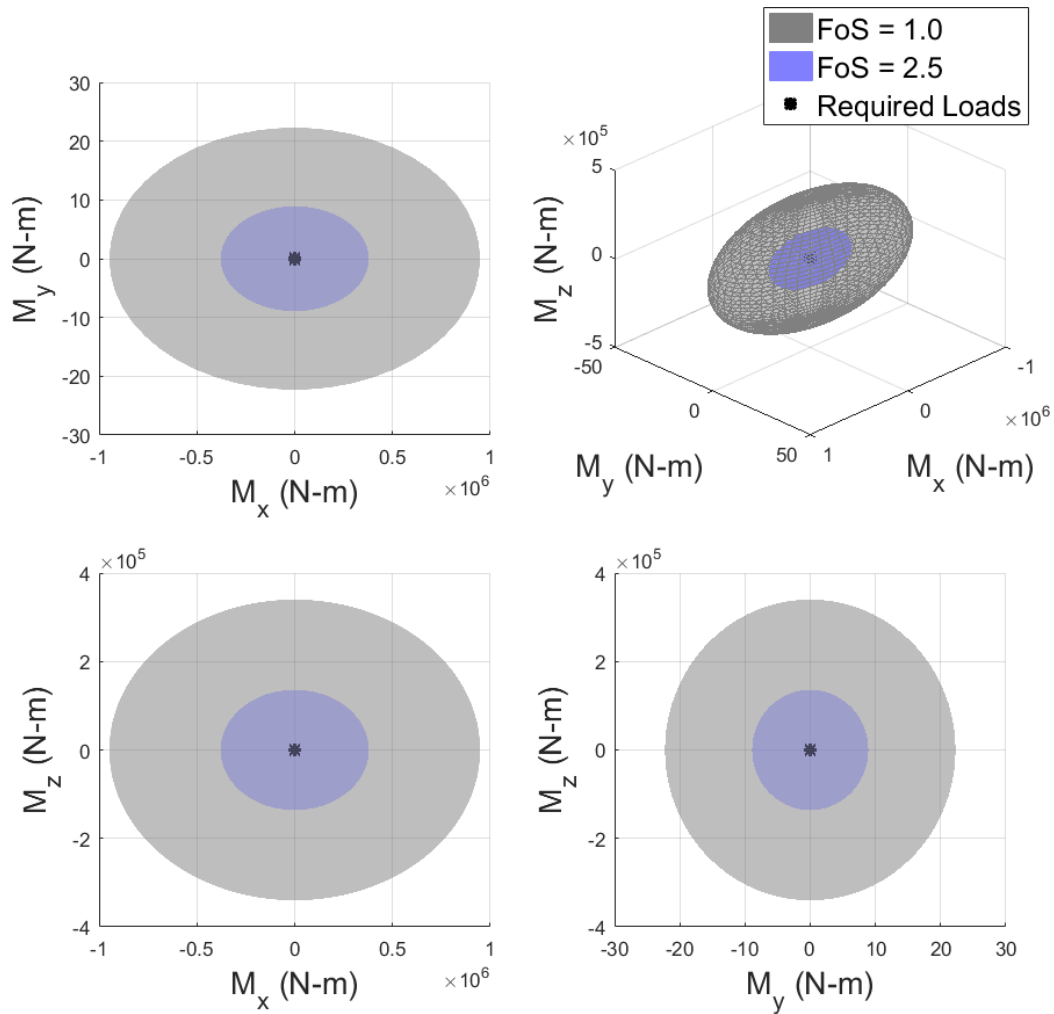 FoS = 1.0
FoS = 2.5
Required Loads
30
20
10
0
-10
-20
-30
M_y (N-m)
-1 -0.5 0 0.5 1
M_x (N-m)
×10^6
×10^5
5
0
-5
M_z (N-m)
-50 0 50
M_y (N-m)
1 0 -1
×10^6
M_x (N-m)
×10^5
4
2
0
-2
-4
M_z (N-m)
-1 -0.5 0 0.5 1
M_x (N-m)
×10^6
×10^5
4
2
0
-2
-4
M_z (N-m)
-30 -20 -10 0 10 20 30
M_y (N-m)